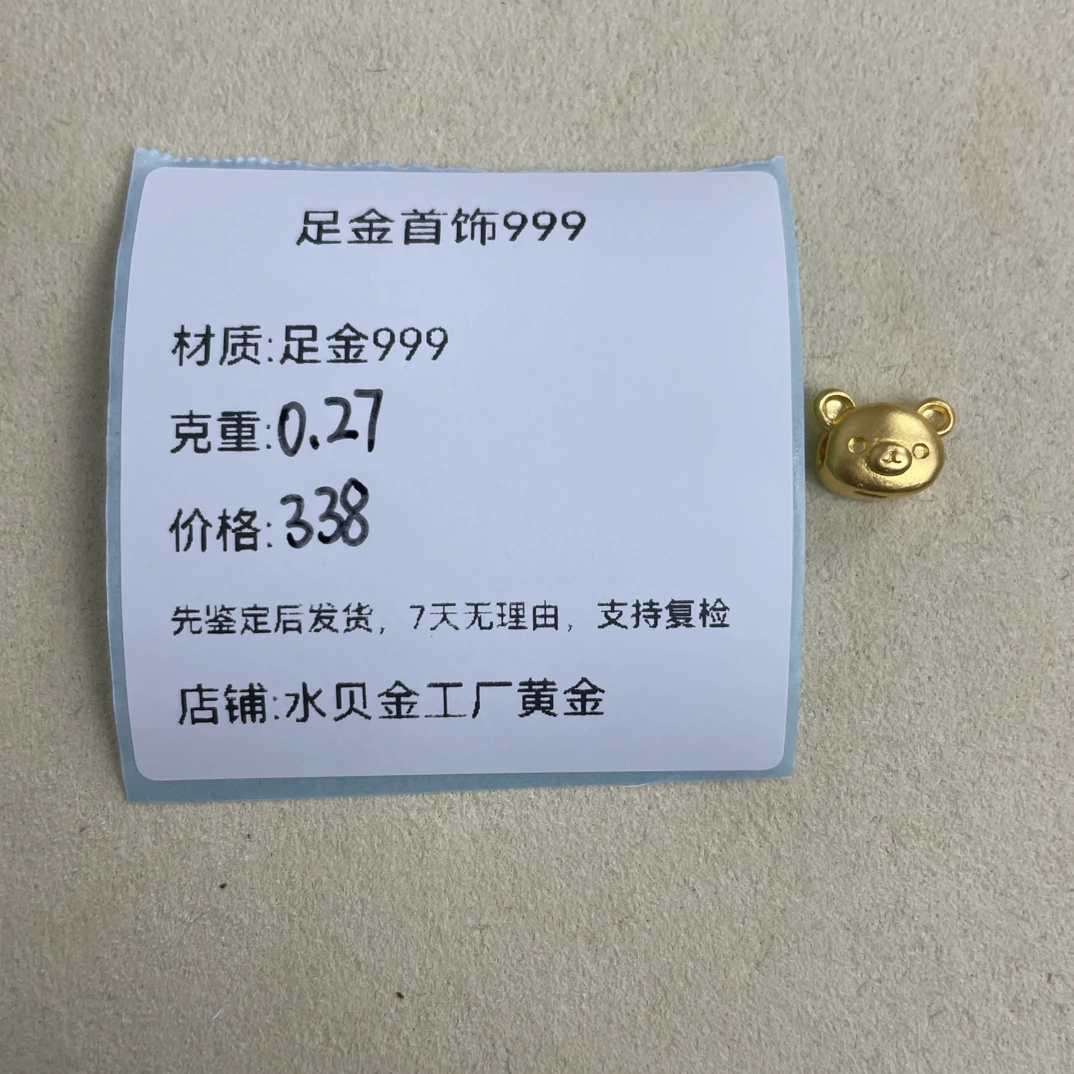 足金首饰999
材质:足金999
克重:0.27
价格:338
先鉴定后发货，7天无理由，支持复检
店铺:水贝金工厂黄金